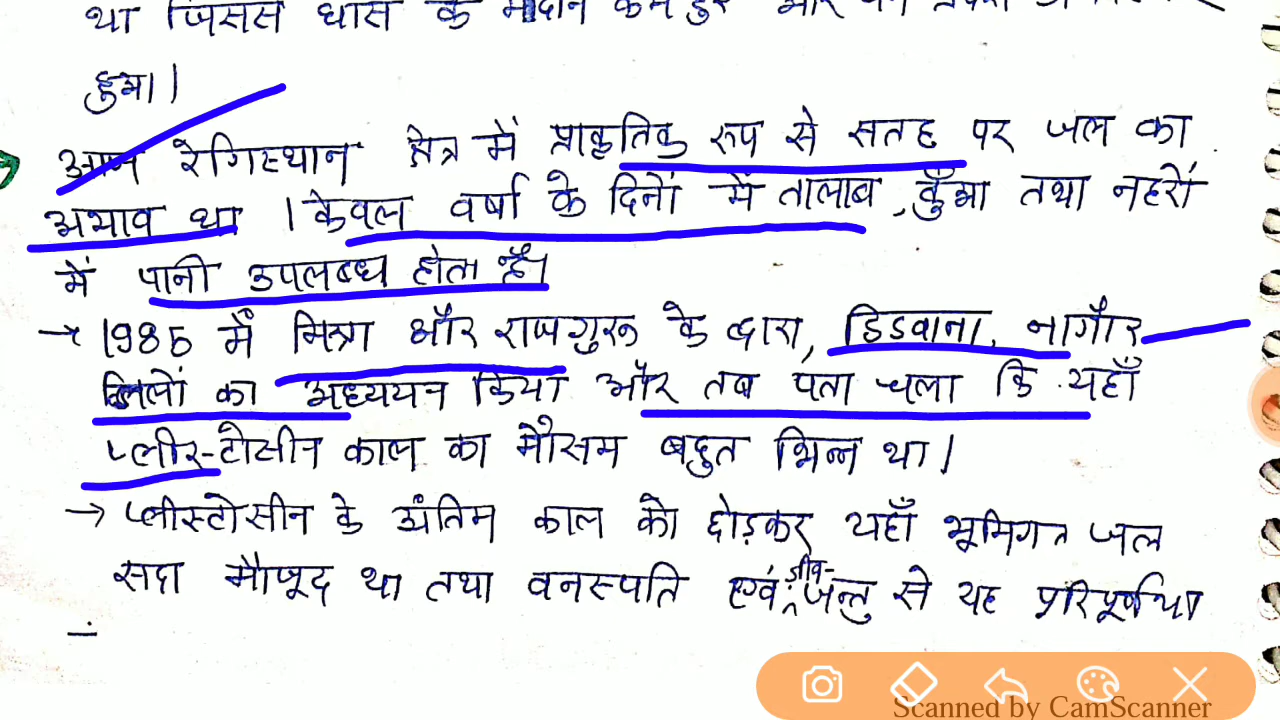 था जिससे घास के मैदान कम हुए और
हुआ।
आज रेगिस्थान क्षेत्र में प्राकृतिक रूप से सतह पर जल का
अभाव था । केवल वर्षा के दिनों में तालाब, कुँआ तथा नहरों
में पानी उपलब्ध होता है।
→ 1985 में मिश्रा और राजगुरू के द्वारा, डिडवाना, नागौर
जिलों का अध्ययन किया और तब पता चला कि यहाँ
प्लीस्टोसीन काल का मौसम बहुत भिन्न था।
→ प्लीस्टोसीन के अंतिम काल को छोड़कर यहाँ भूमिगत जल
सदा मौजूद था तथा वनस्पति एवं जीव-जन्तु से यह परिपूर्ण था
Scanned by CamScanner